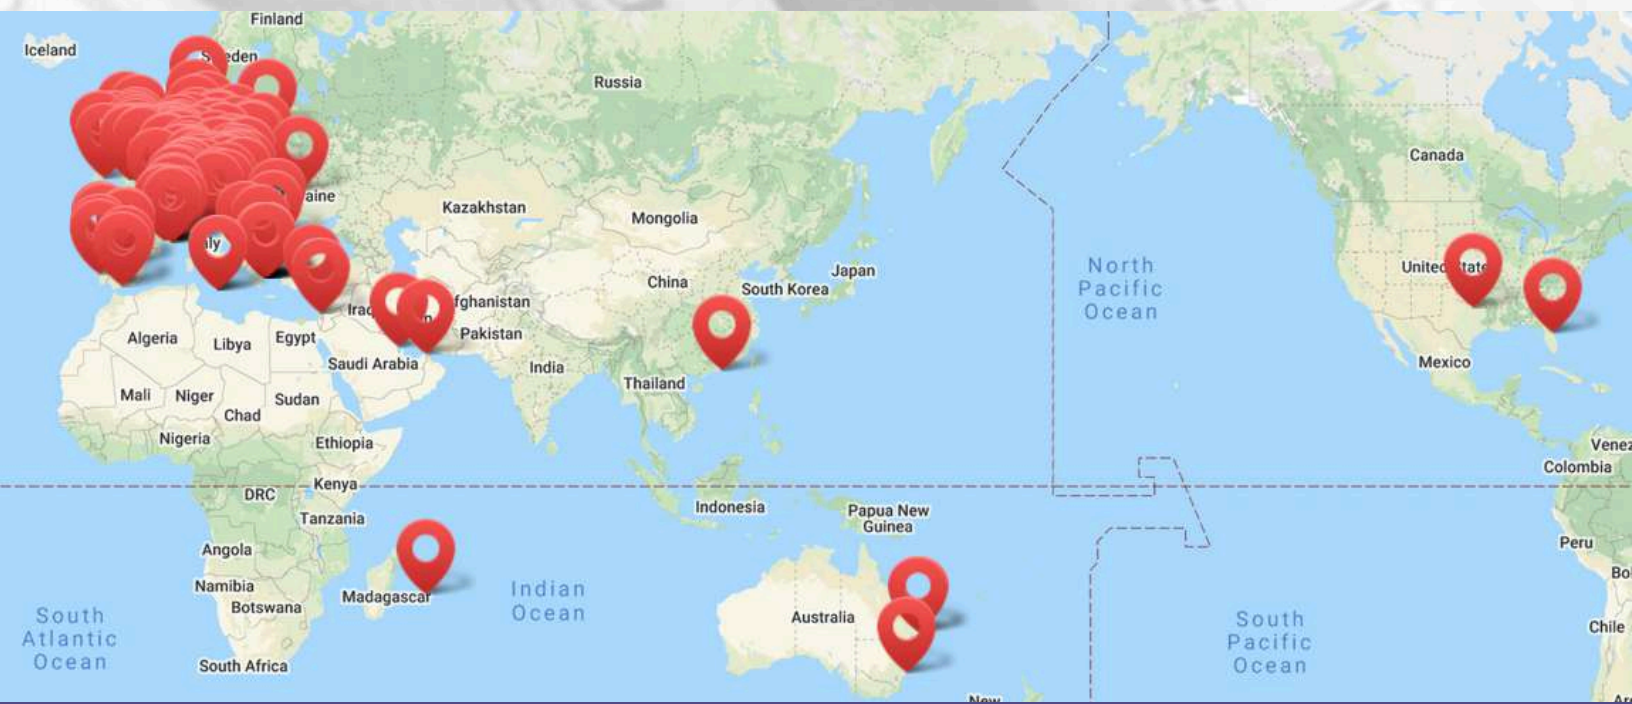 Finland
Iceland
Russia
Canada
Kazakhstan
Mongolia
North
Pacific
Ocean
Japan
China
South Korea
Pakistan
Algeria
Libya
Egypt
Saudi Arabia
India
Mexico
Thailand
Mali
Niger
Sudan
Chad
Nigeria
Ethiopia
Colombia
Kenya
DRC
Indonesia
Papua New
Guinea
Tanzania
Angola
Peru
Namibia
Botswana
Madagascar
Indian
Ocean
Australia
South
Atlantic
Ocean
South
Pacific
Ocean
Chile
South Africa